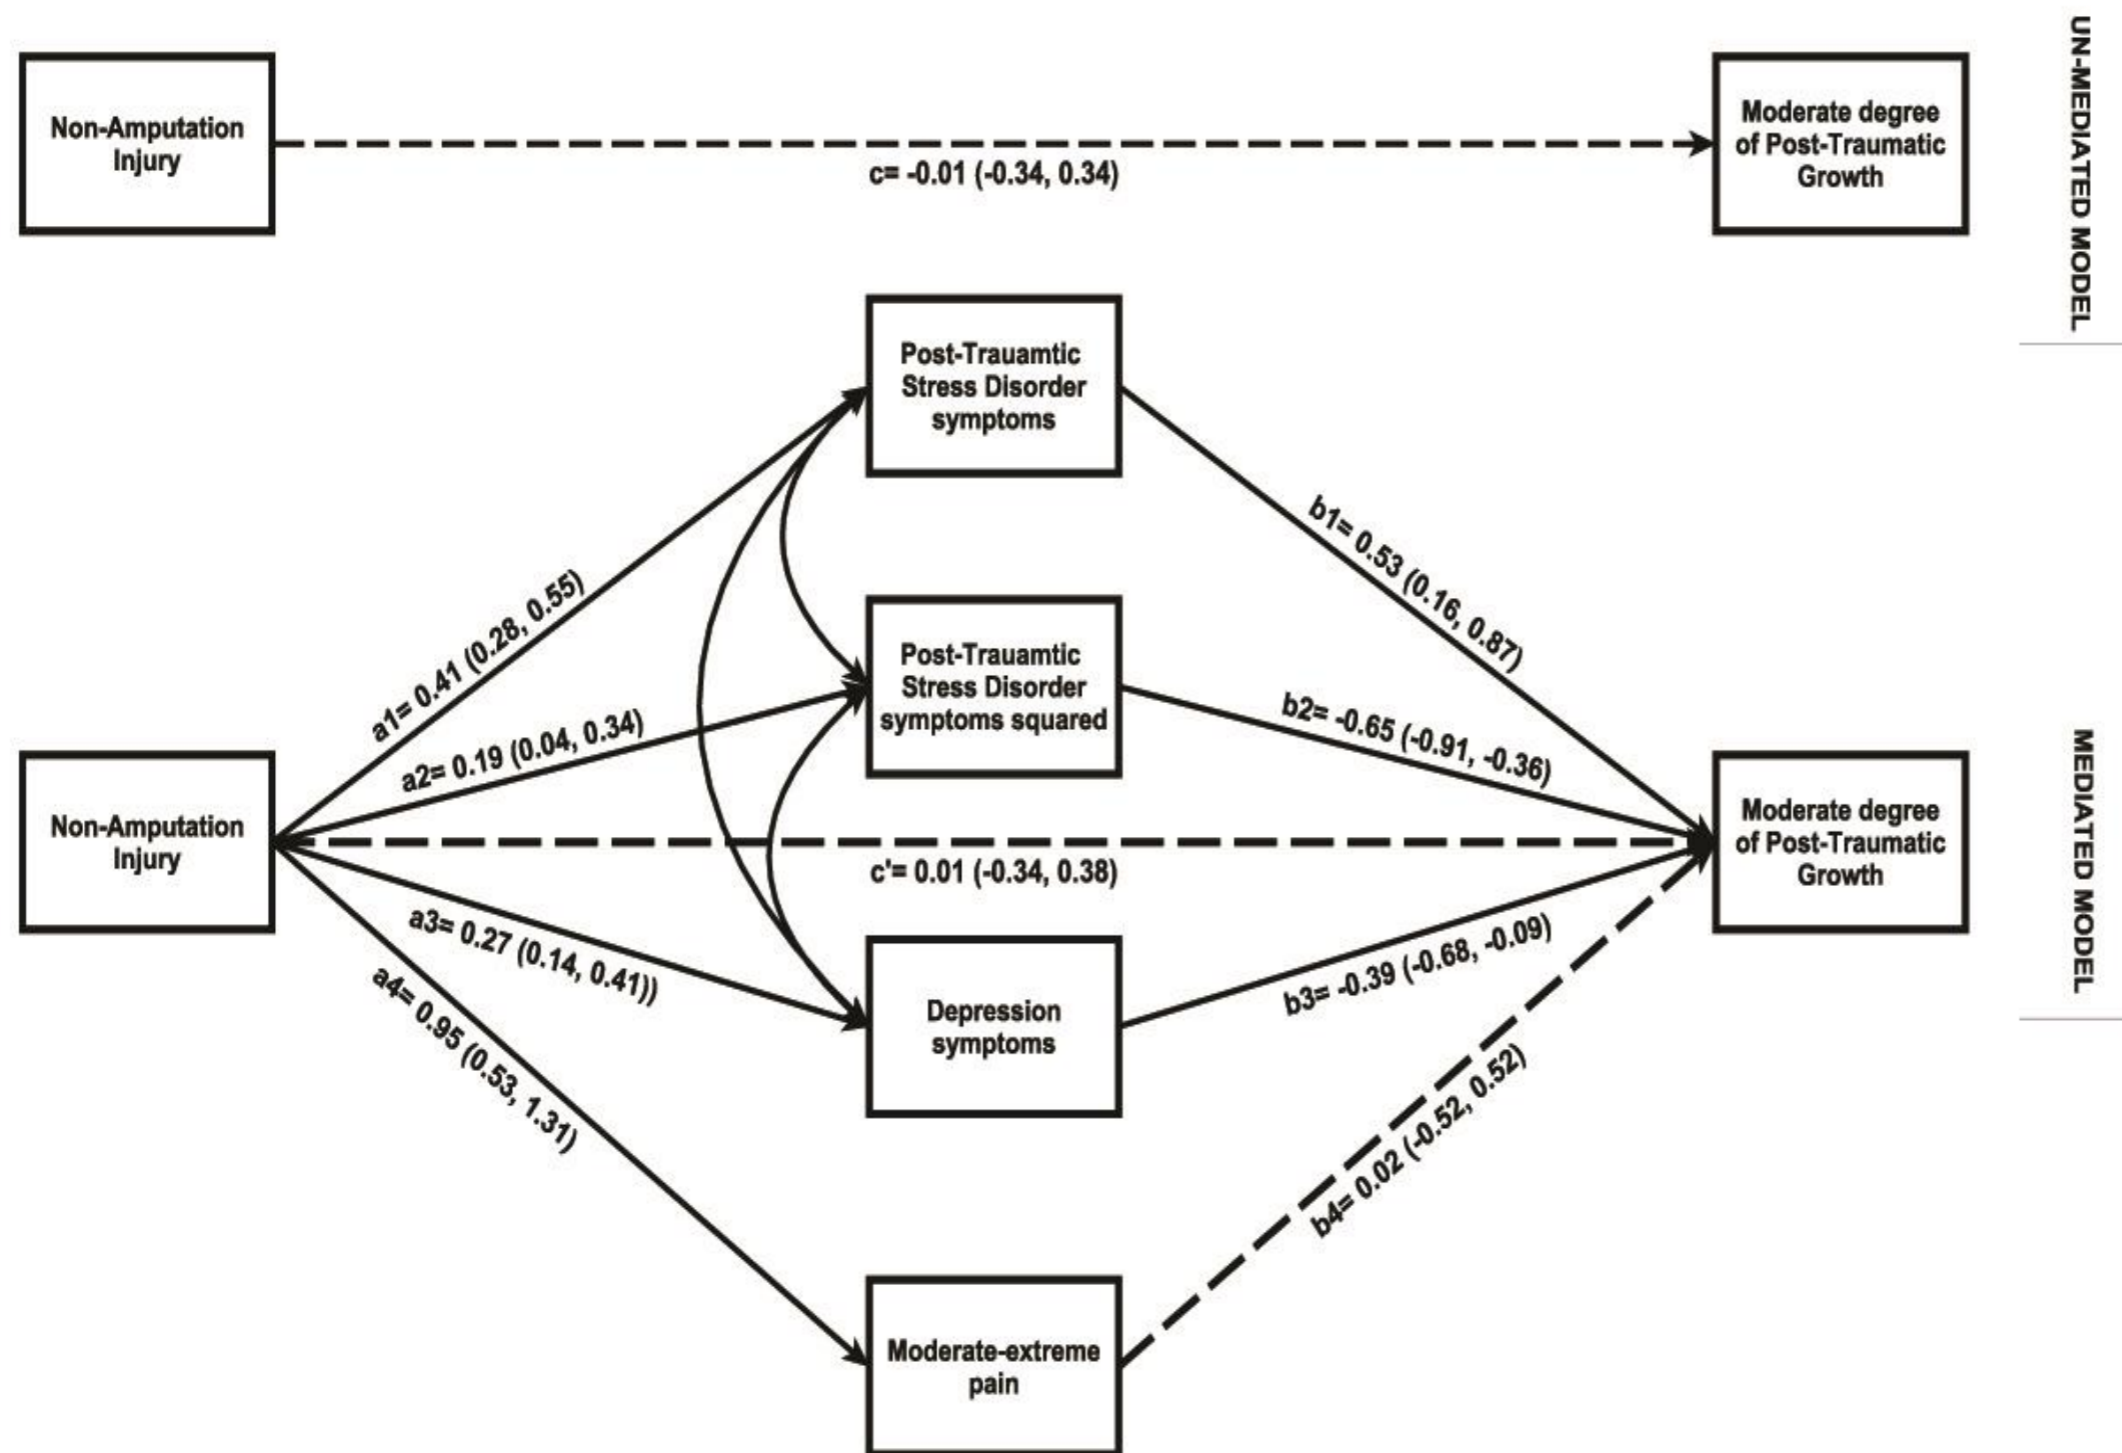 UN-MEDIATED MODEL
Non-Amputation
Injury
c= -0.01 (-0.34, 0.34)
Moderate degree
of Post-Traumatic
Growth
MEDIATED MODEL
Non-Amputation
Injury
a1= 0.41 (0.28, 0.55)
a2= 0.19 (0.04, 0.34)
a3= 0.27 (0.14, 0.41))
a4= 0.95 (0.53, 1.31)
Post-Trauamtic
Stress Disorder
symptoms
Post-Trauamtic
Stress Disorder
symptoms squared
c'= 0.01 (-0.34, 0.38)
Depression
symptoms
Moderate-extreme
pain
b1= 0.53 (0.16, 0.87)
b2= -0.65 (-0.91, -0.36)
b3= -0.39 (-0.68, -0.09)
b4= 0.02 (-0.52, 0.52)
Moderate degree
of Post-Traumatic
Growth